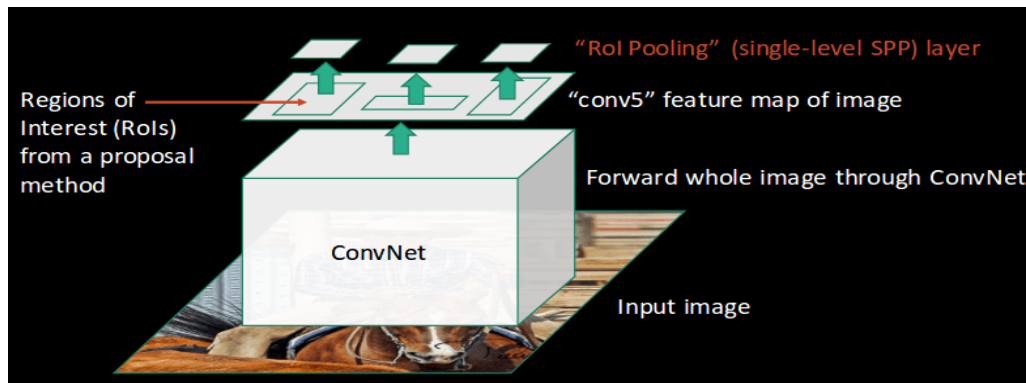 “RoI Pooling” (single-level SPP) layer
Regions of
Interest (RoIs)
from a proposal
method
“conv5” feature map of image
Forward whole image through ConvNet
ConvNet
Input image